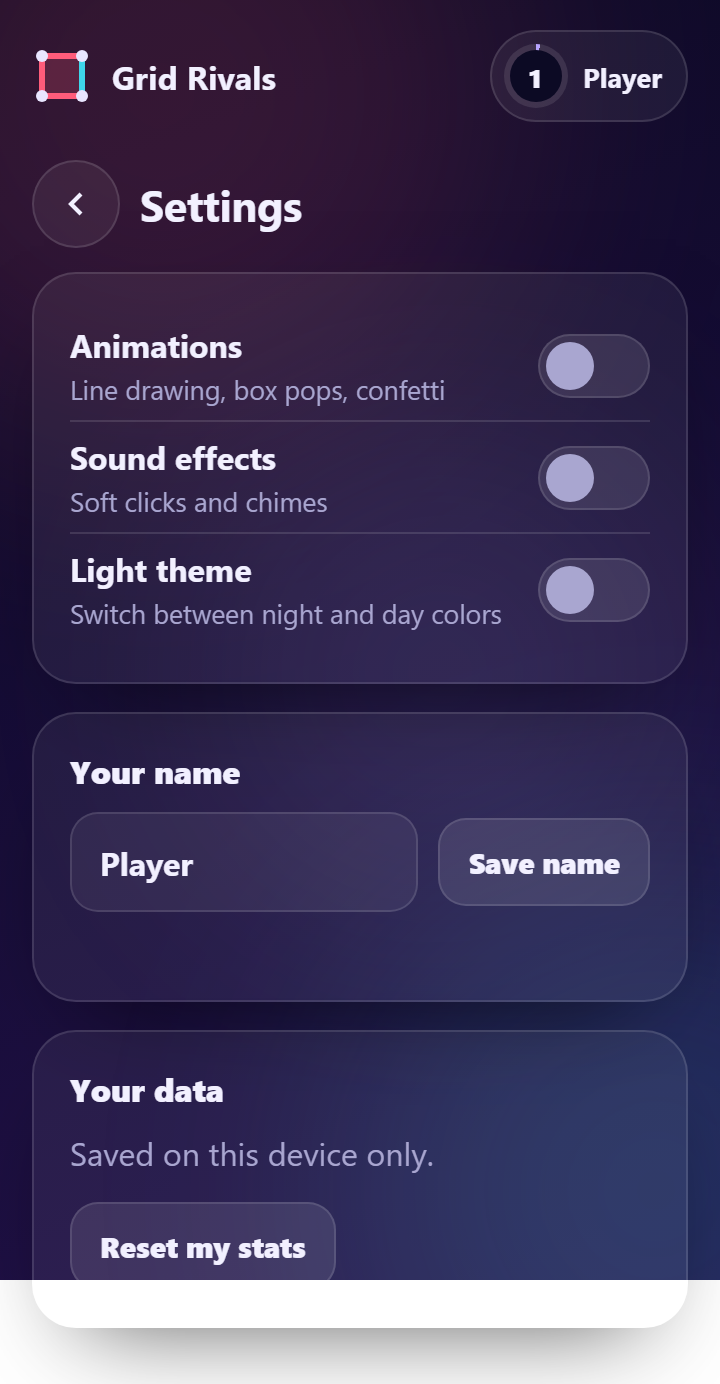 Grid Rivals
1
Player
Settings
Animations
Line drawing, box pops, confetti
Sound effects
Soft clicks and chimes
Light theme
Switch between night and day colors
Your name
Player
Save name
Your data
Saved on this device only.
Reset my stats